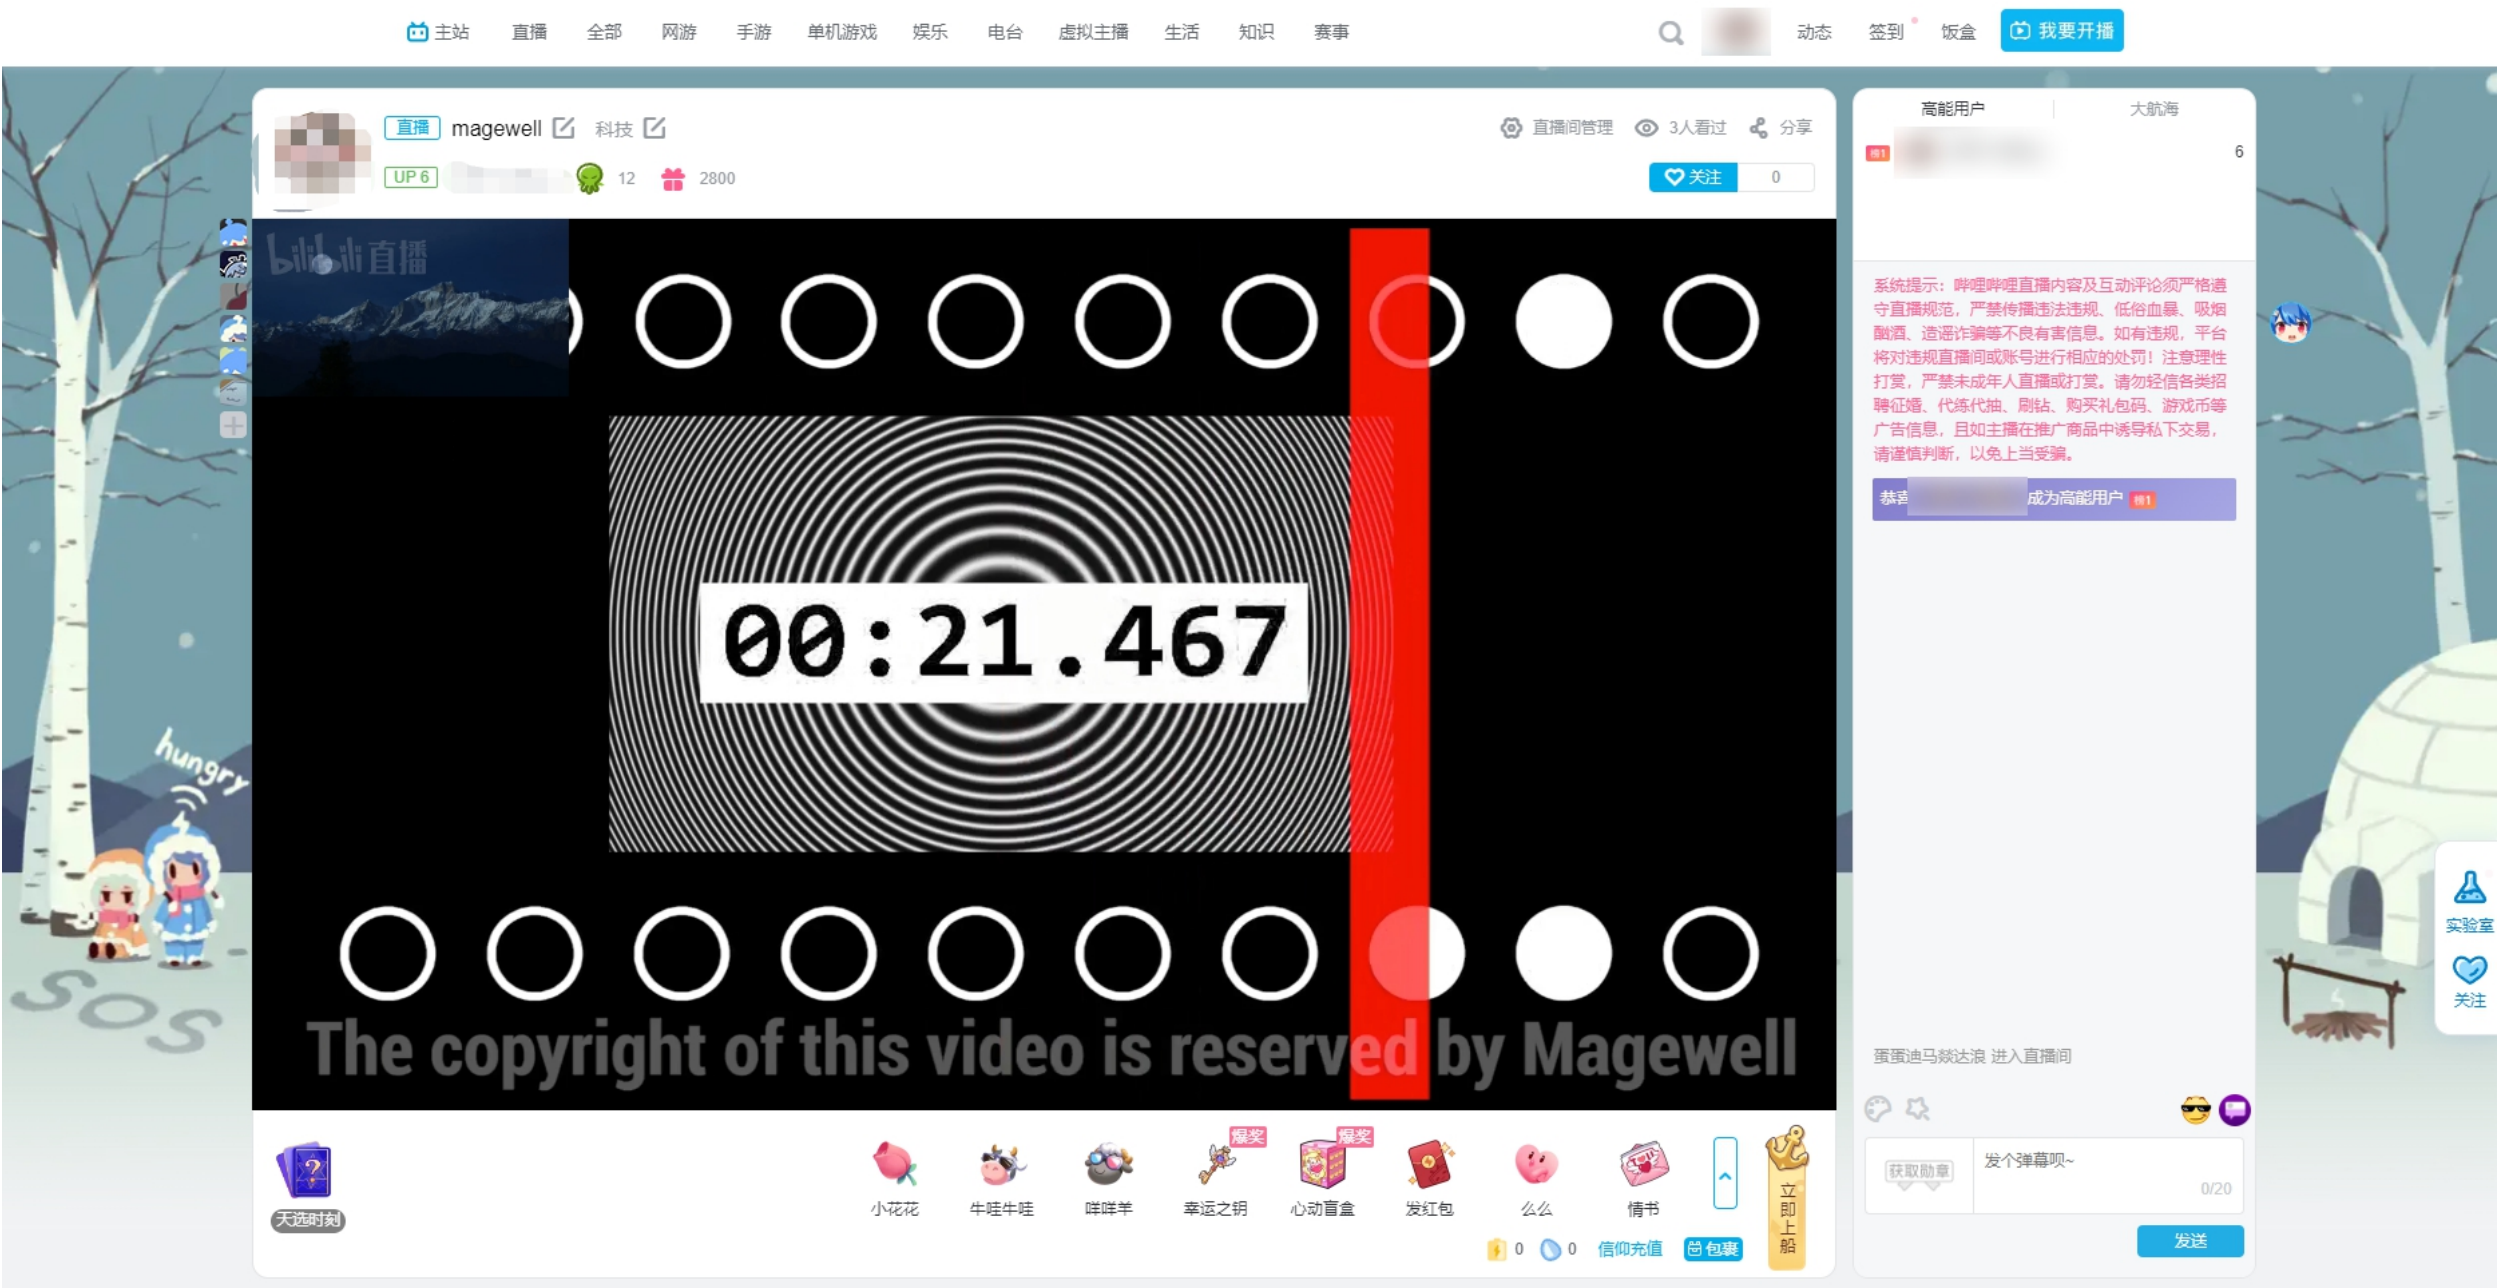 主站 直播 全部 网游 手游 单机游戏 娱乐 电台 虚拟主播 生活 知识 赛事 动态 签到 饭盒 我要开播
直播 magewell 科技 直播间管理 3人看过 分享
UP 6 12 2800 关注 0
高能用户 大航海
榜1 6
bilibili 直播
00:21.467
The copyright of this video is reserved by Magewell
系统提示：哔哩哔哩直播内容及互动评论须严格遵
守直播规范，严禁传播违法违规、低俗血暴、吸烟
酗酒、造谣诈骗等不良有害信息。如有违规，平台
将对违规直播间或账号进行相应的处罚！注意理性
打赏，严禁未成年人直播或打赏。请勿轻信各类招
聘征婚、代练代抽、刷钻、购买礼包码、游戏币等
广告信息，且如主播在推广商品中诱导私下交易，
请谨慎判断，以免上当受骗。
恭喜 成为高能用户 榜1
蛋蛋迪马燚达浪 进入直播间
获取勋章 发个弹幕呗~
0/20
发送
hungry
SOS
实验室
关注
天选时刻
爆奖 爆奖
小花花 牛哇牛哇 咩咩羊 幸运之钥 心动盲盒 发红包 么么 情书
立即上船
0 0 信仰充值 包裹